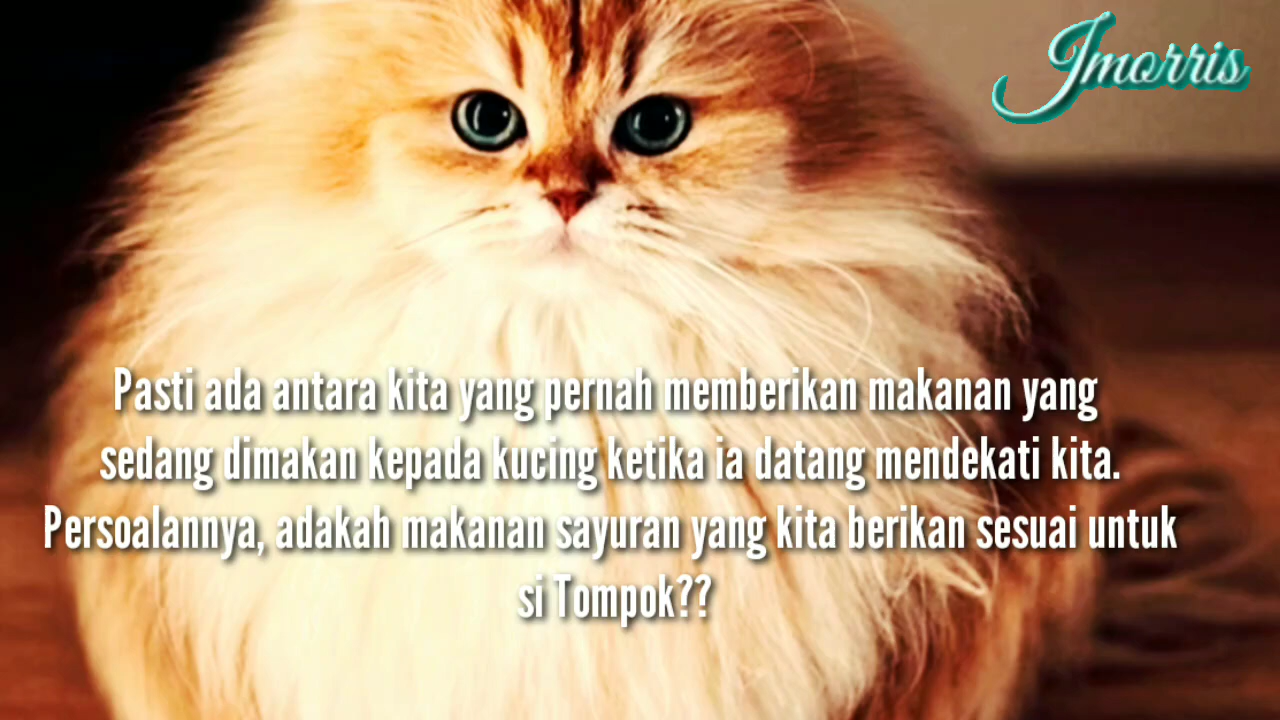 Jmorris
Pasti ada antara kita yang pernah memberikan makanan yang
sedang dimakan kepada kucing ketika ia datang mendekati kita.
Persoalannya, adakah makanan sayuran yang kita berikan sesuai untuk
si Tompok??